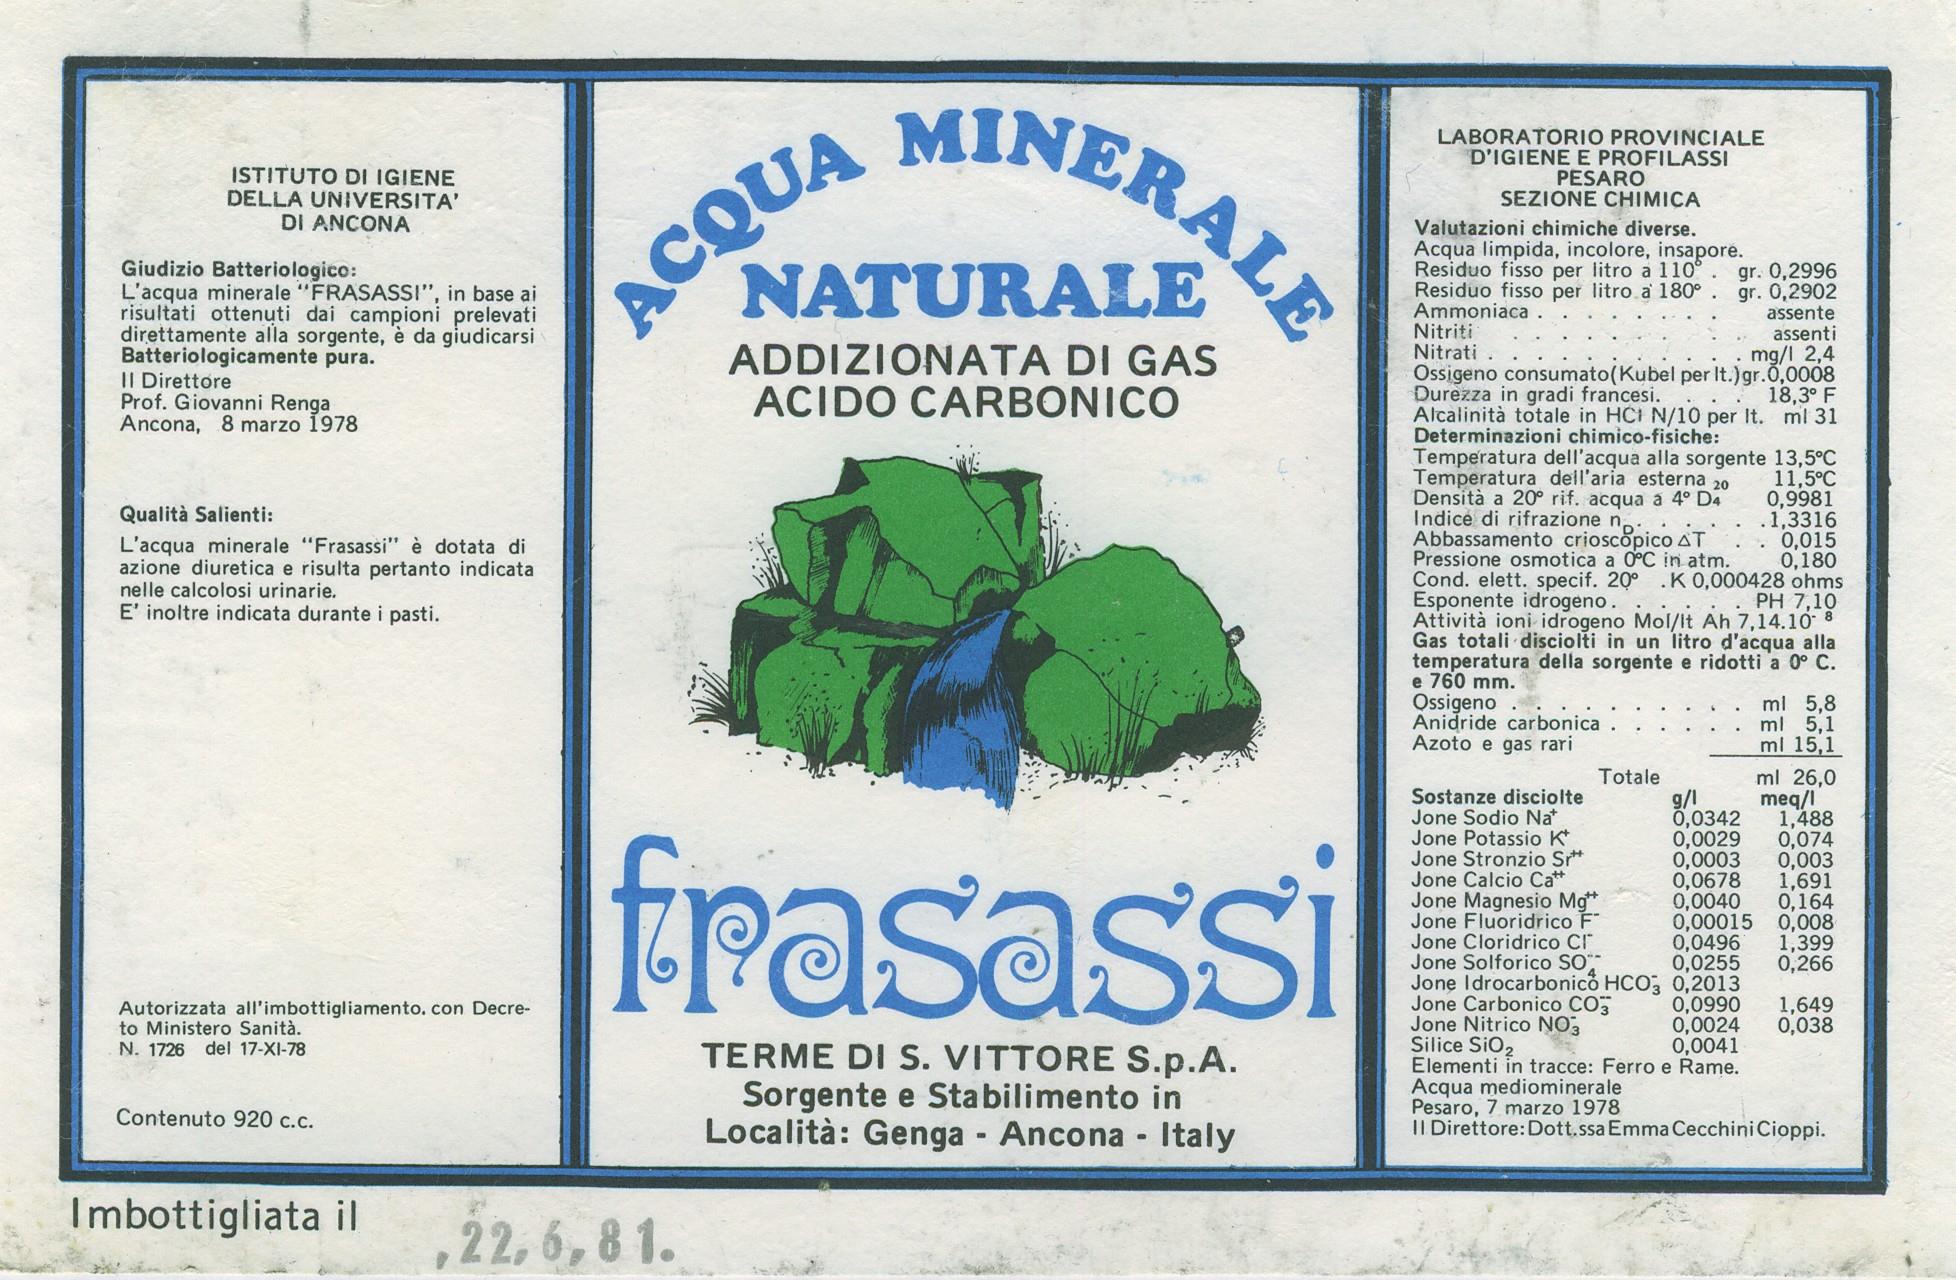 ISTITUTO DI IGIENE
DELLA UNIVERSITA'
DI ANCONA
Giudizio Batteriologico:
L'acqua minerale "FRASASSI", in base ai
risultati ottenuti dai campioni prelevati
direttamente alla sorgente, è da giudicarsi
Batteriologicamente pura.
Il Direttore
Prof. Giovanni Renga
Ancona, 8 marzo 1978
Qualità Salienti:
L'acqua minerale "Frasassi" è dotata di
azione diuretica e risulta pertanto indicata
nelle calcolosi urinarie.
E' inoltre indicata durante i pasti.
Autorizzata all'imbottigliamento. con Decre-
to Ministero Sanità.
N. 1726 del 17-XI-78
Contenuto 920 c.c.
ACQUA MINERALE
NATURALE
ADDIZIONATA DI GAS
ACIDO CARBONICO
frasassi
TERME DI S. VITTORE S.p.A.
Sorgente e Stabilimento in
Località: Genga - Ancona - Italy
LABORATORIO PROVINCIALE
D'IGIENE E PROFILASSI
PESARO
SEZIONE CHIMICA
Valutazioni chimiche diverse.
Acqua limpida, incolore, insapore.
Residuo fisso per litro a 110° . gr. 0,2996
Residuo fisso per litro a 180° . gr. 0,2902
Ammoniaca . . . . . . . . assente
Nitriti . . . . . . . . . . assenti
Nitrati . . . . . . . . . . . mg/l 2,4
Ossigeno consumato(Kubel per lt.)gr.0,0008
Durezza in gradi francesi. . . . . 18,3° F
Alcalinità totale in HCl N/10 per lt. ml 31
Determinazioni chimico-fisiche:
Temperatura dell'acqua alla sorgente 13,5°C
Temperatura dell'aria esterna 11,5°C
Densità a 20° rif. acqua a 4° D₄²⁰ 0,9981
Indice di rifrazione n_D . . . . . . .1,3316
Abbassamento crioscopico △T . . 0,015
Pressione osmotica a 0°C in atm. 0,180
Cond. elett. specif. 20° .K 0,000428 ohms
Esponente idrogeno. . . . . . PH 7,10
Attività ioni idrogeno Mol/lt Ah 7,14.10⁻⁸
Gas totali disciolti in un litro d'acqua alla
temperatura della sorgente e ridotti a 0° C.
e 760 mm.
Ossigeno . . . . . . . . . . ml 5,8
Anidride carbonica . . . . . . ml 5,1
Azoto e gas rari ml 15,1
Totale ml 26,0
Sostanze disciolte g/l meq/l
Jone Sodio Na⁺ 0,0342 1,488
Jone Potassio K⁺ 0,0029 0,074
Jone Stronzio Sr⁺⁺ 0,0003 0,003
Jone Calcio Ca⁺⁺ 0,0678 1,691
Jone Magnesio Mg⁺⁺ 0,0040 0,164
Jone Fluoridrico F⁻ 0,00015 0,008
Jone Cloridrico Cl⁻ 0,0496 1,399
Jone Solforico SO₄⁻⁻ 0,0255 0,266
Jone Idrocarbonico HCO₃⁻ 0,2013
Jone Carbonico CO₃⁻⁻ 0,0990 1,649
Jone Nitrico NO₃⁻ 0,0024 0,038
Silice SiO₂ 0,0041
Elementi in tracce: Ferro e Rame.
Acqua mediominerale
Pesaro, 7 marzo 1978
Il Direttore: Dott.ssa Emma Cecchini Cioppi.
Imbottigliata il ,22,6,81.